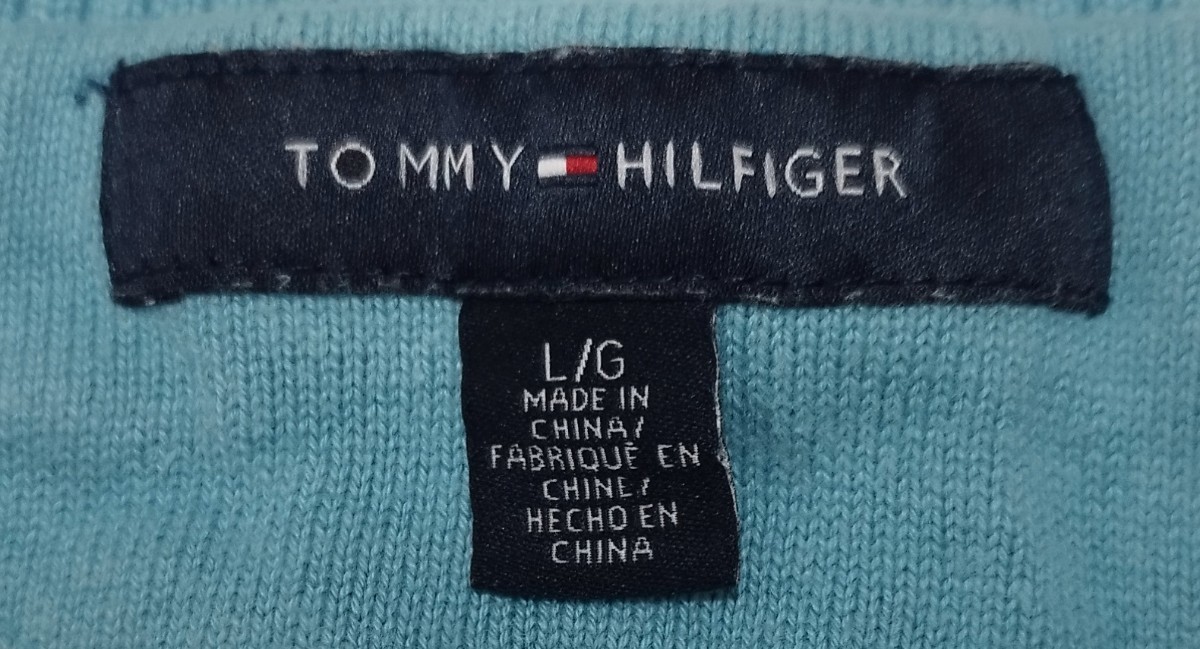 TOMMY HILFIGER
L/G
MADE IN
CHINA/
FABRIQUÉ EN
CHINE/
HECHO EN
CHINA